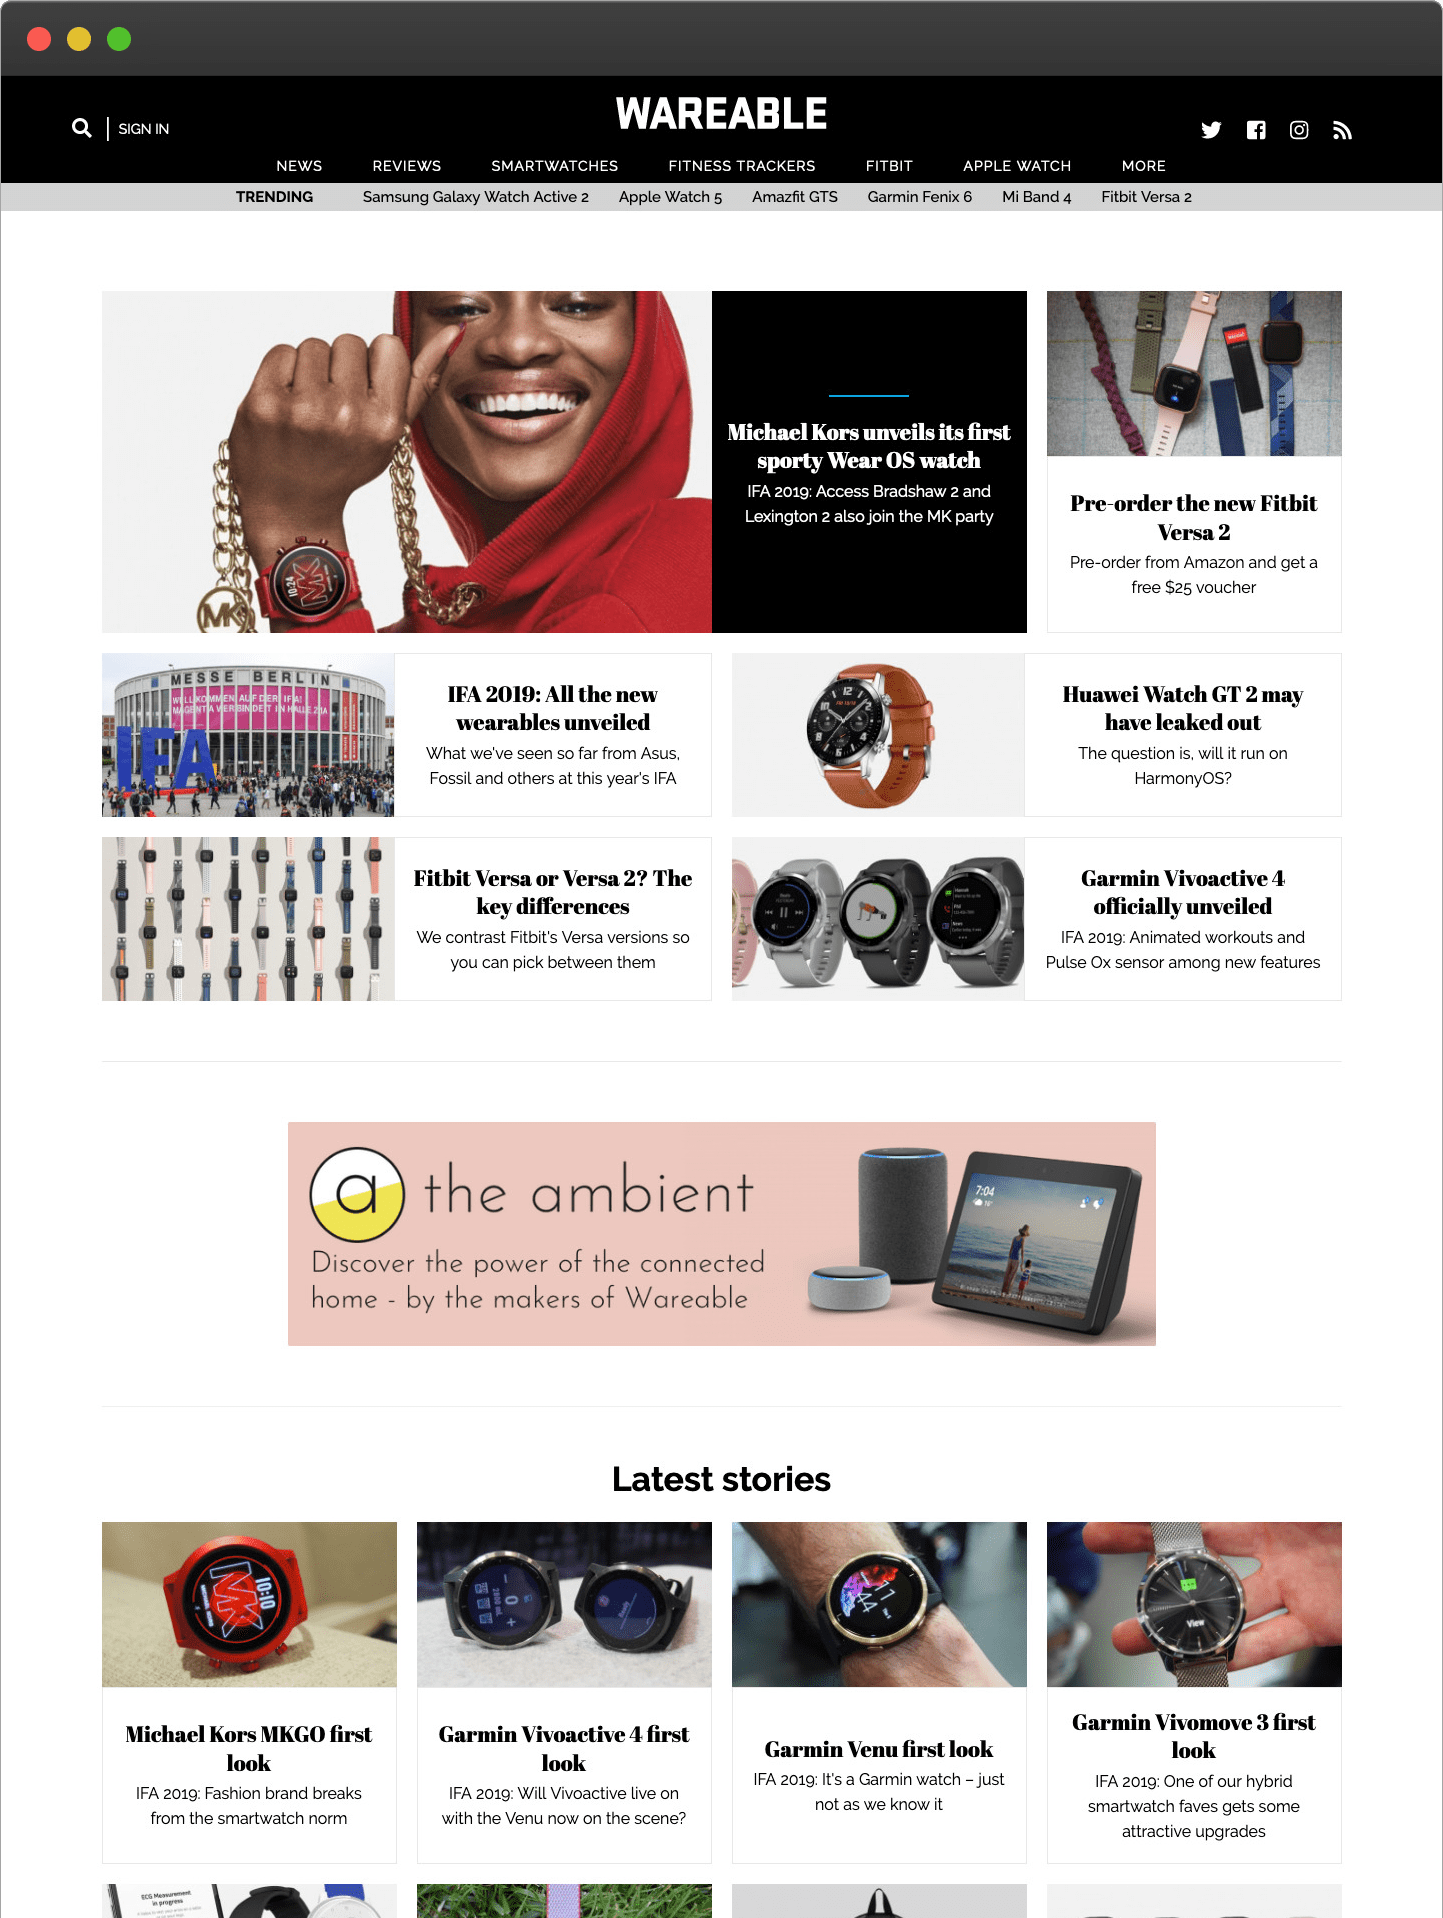 WAREABLE
SIGN IN
NEWS REVIEWS SMARTWATCHES FITNESS TRACKERS FITBIT APPLE WATCH MORE
TRENDING Samsung Galaxy Watch Active 2 Apple Watch 5 Amazfit GTS Garmin Fenix 6 Mi Band 4 Fitbit Versa 2
10:24
MK
MK
Michael Kors unveils its first
sporty Wear OS watch
IFA 2019: Access Bradshaw 2 and
Lexington 2 also join the MK party
Pre-order the new Fitbit
Versa 2
Pre-order from Amazon and get a
free $25 voucher
MESSE BERLIN
WILLKOMMEN AUF DER IFA!
MAGENTA VERBINDET IN HALLE 21A
IFA
IFA 2019: All the new
wearables unveiled
What we've seen so far from Asus,
Fossil and others at this year's IFA
Huawei Watch GT 2 may
have leaked out
The question is, will it run on
HarmonyOS?
Fitbit Versa or Versa 2? The
key differences
We contrast Fitbit's Versa versions so
you can pick between them
Garmin Vivoactive 4
officially unveiled
IFA 2019: Animated workouts and
Pulse Ox sensor among new features
a the ambient
Discover the power of the connected
home - by the makers of Wareable
7:04
Latest stories
10:10
MK
0
+
11
44
View
Michael Kors MKGO first
look
IFA 2019: Fashion brand breaks
from the smartwatch norm
Garmin Vivoactive 4 first
look
IFA 2019: Will Vivoactive live on
with the Venu now on the scene?
Garmin Venu first look
IFA 2019: It's a Garmin watch – just
not as we know it
Garmin Vivomove 3 first
look
IFA 2019: One of our hybrid
smartwatch faves gets some
attractive upgrades
ECG Measurement
in progress